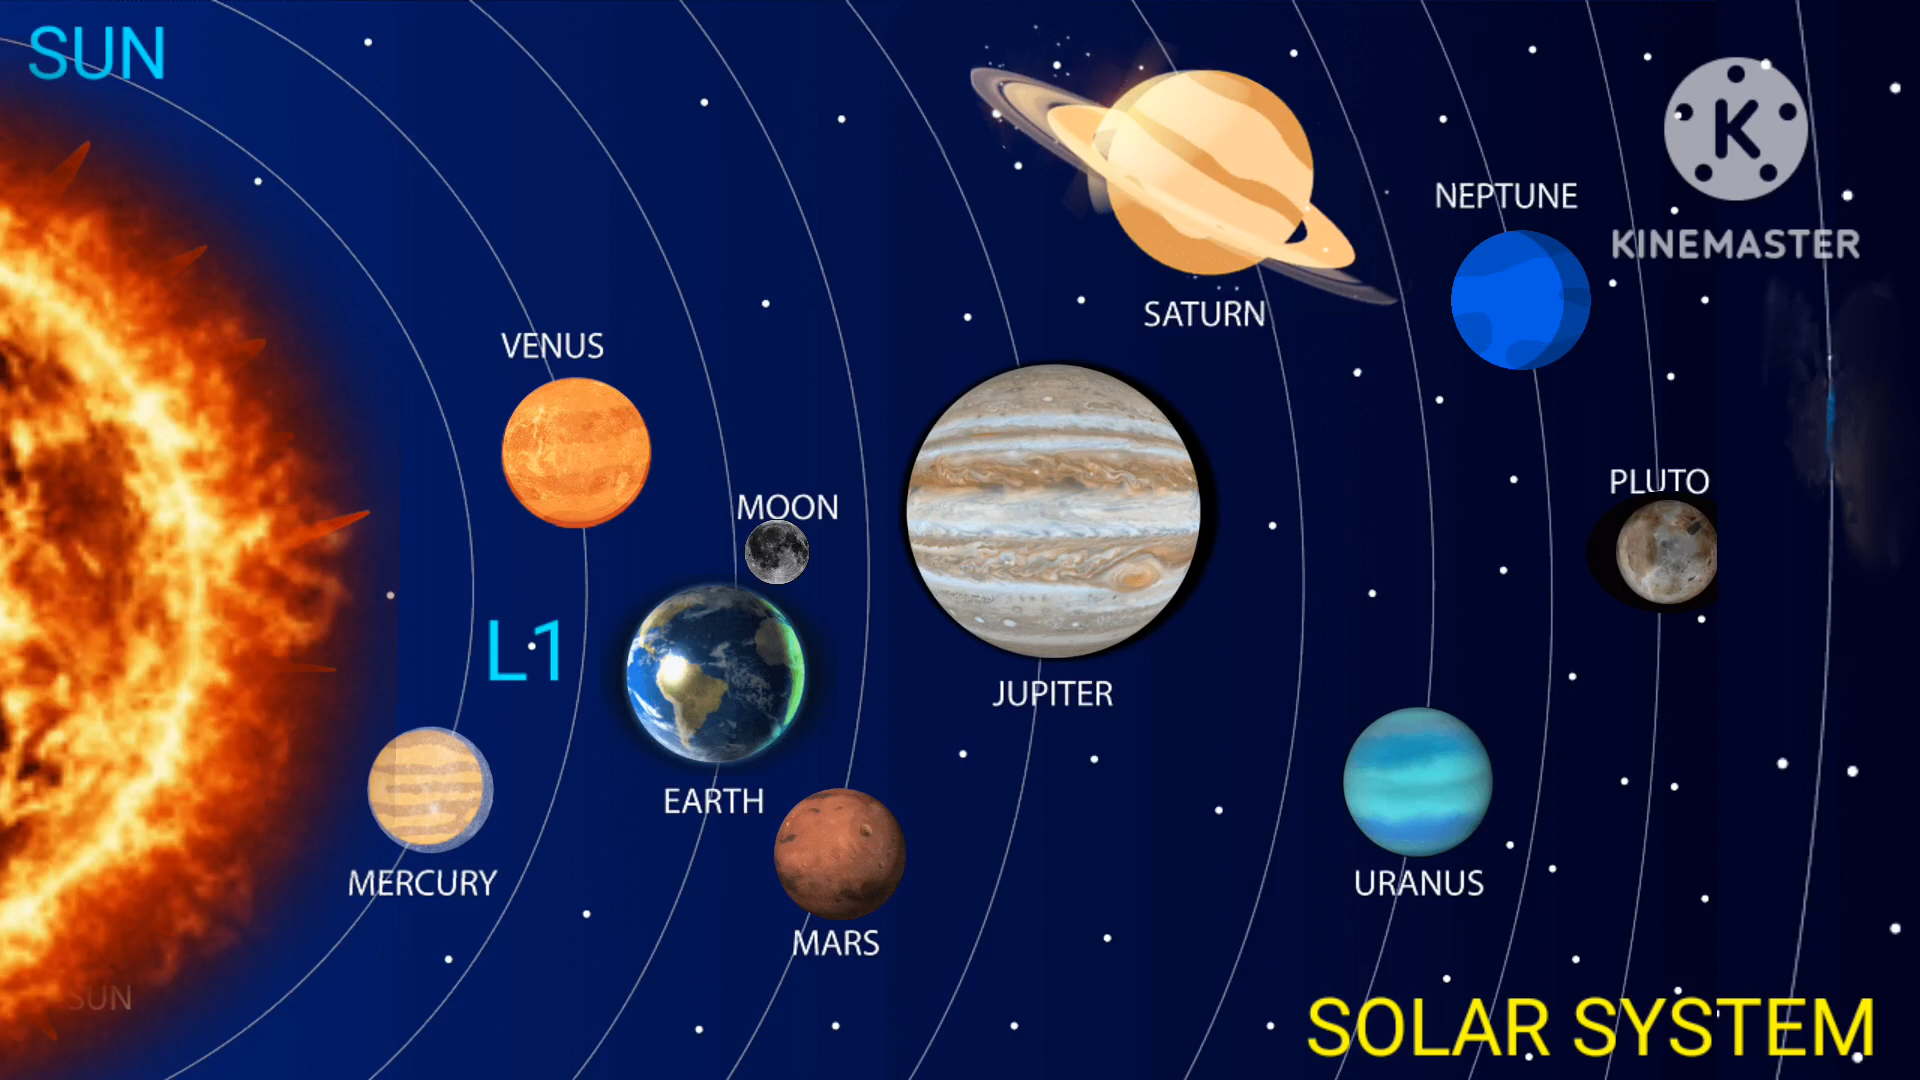 SUN
NEPTUNE
K
KINEMASTER
SATURN
VENUS
PLUTO
MOON
L1
JUPITER
EARTH
MERCURY
URANUS
MARS
SUN
SOLAR SYSTEM